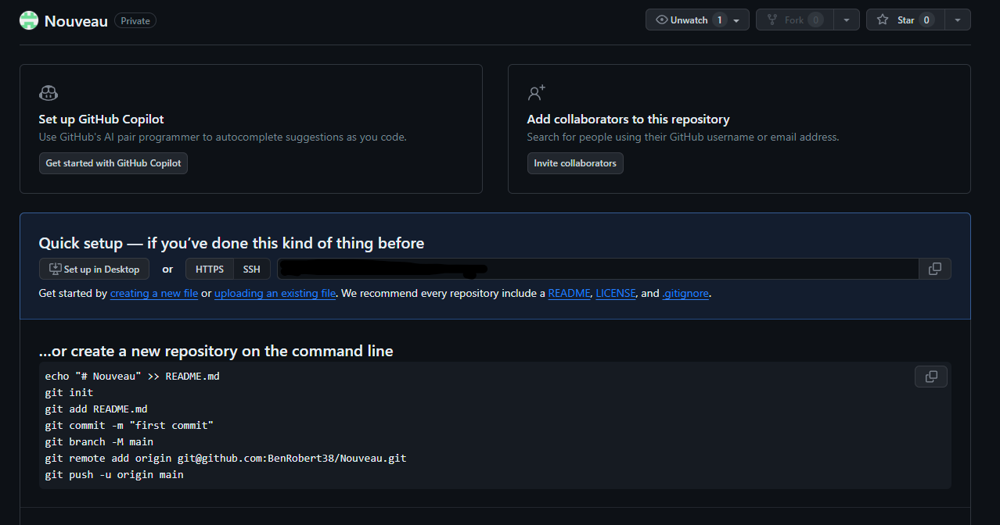 Nouveau Private
Unwatch 1 Fork 0 Star 0
Set up GitHub Copilot
Use GitHub's AI pair programmer to autocomplete suggestions as you code.
Get started with GitHub Copilot
Add collaborators to this repository
Search for people using their GitHub username or email address.
Invite collaborators
Quick setup — if you've done this kind of thing before
Set up in Desktop or HTTPS SSH
Get started by creating a new file or uploading an existing file. We recommend every repository include a README, LICENSE, and .gitignore.
…or create a new repository on the command line
echo "# Nouveau" >> README.md
git init
git add README.md
git commit -m "first commit"
git branch -M main
git remote add origin git@github.com:BenRobert38/Nouveau.git
git push -u origin main